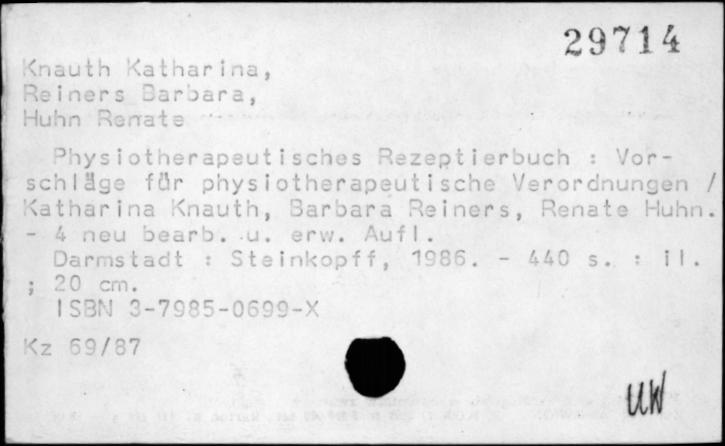 29714
Knauth Katharina,
Reiners Barbara,
Huhn Renate
Physiotherapeutisches Rezeptierbuch : Vor-
schläge für physiotherapeutische Verordnungen /
Katharina Knauth, Barbara Reiners, Renate Huhn.
- 4 neu bearb. u. erw. Aufl.
Darmstadt : Steinkopff, 1986. - 440 s. : il.
; 20 cm.
ISBN 3-7985-0699-X
Kz 69/87
UW